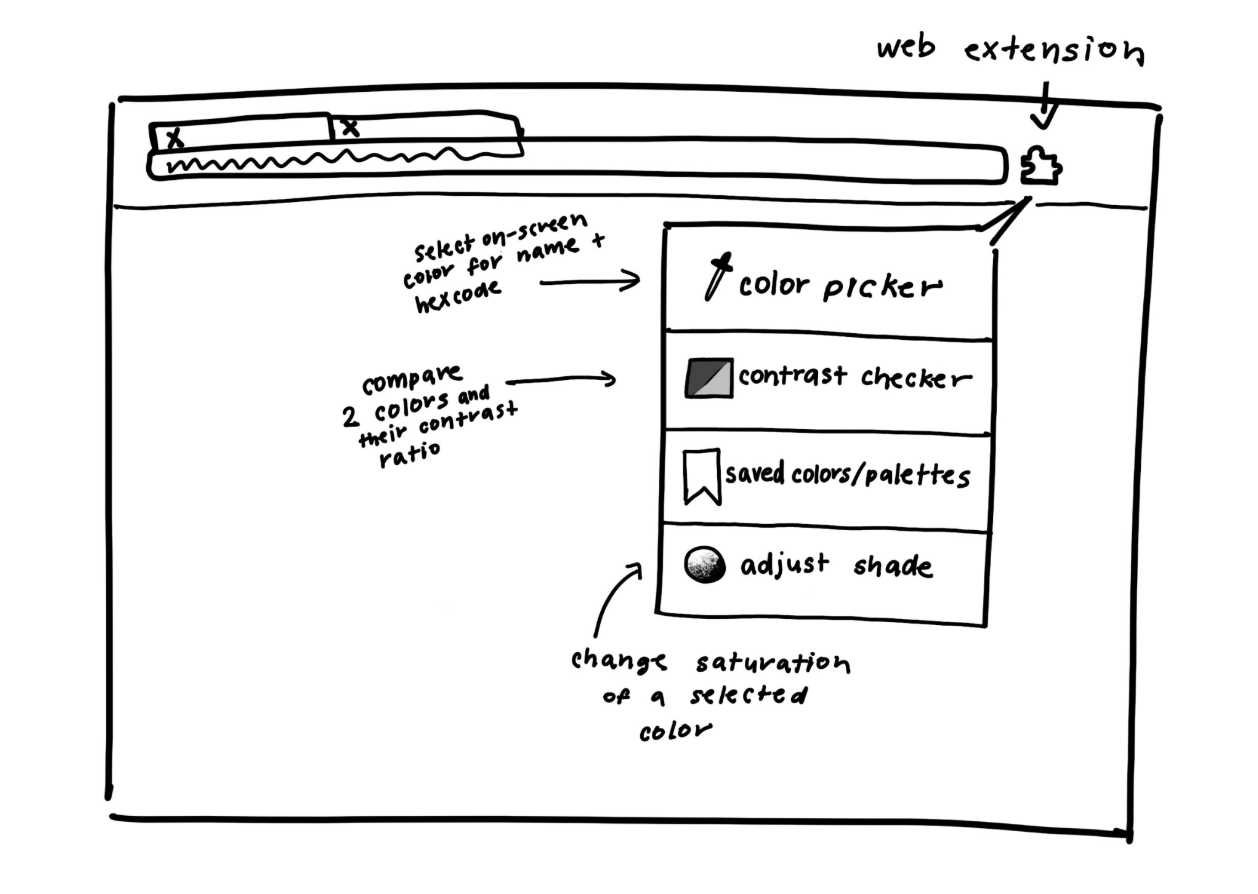 web extension
x
x
select on-screen
color for name +
hexcode
color picker
compare
2 colors and
their contrast
ratio
contrast checker
saved colors/palettes
adjust shade
change saturation
of a selected
color